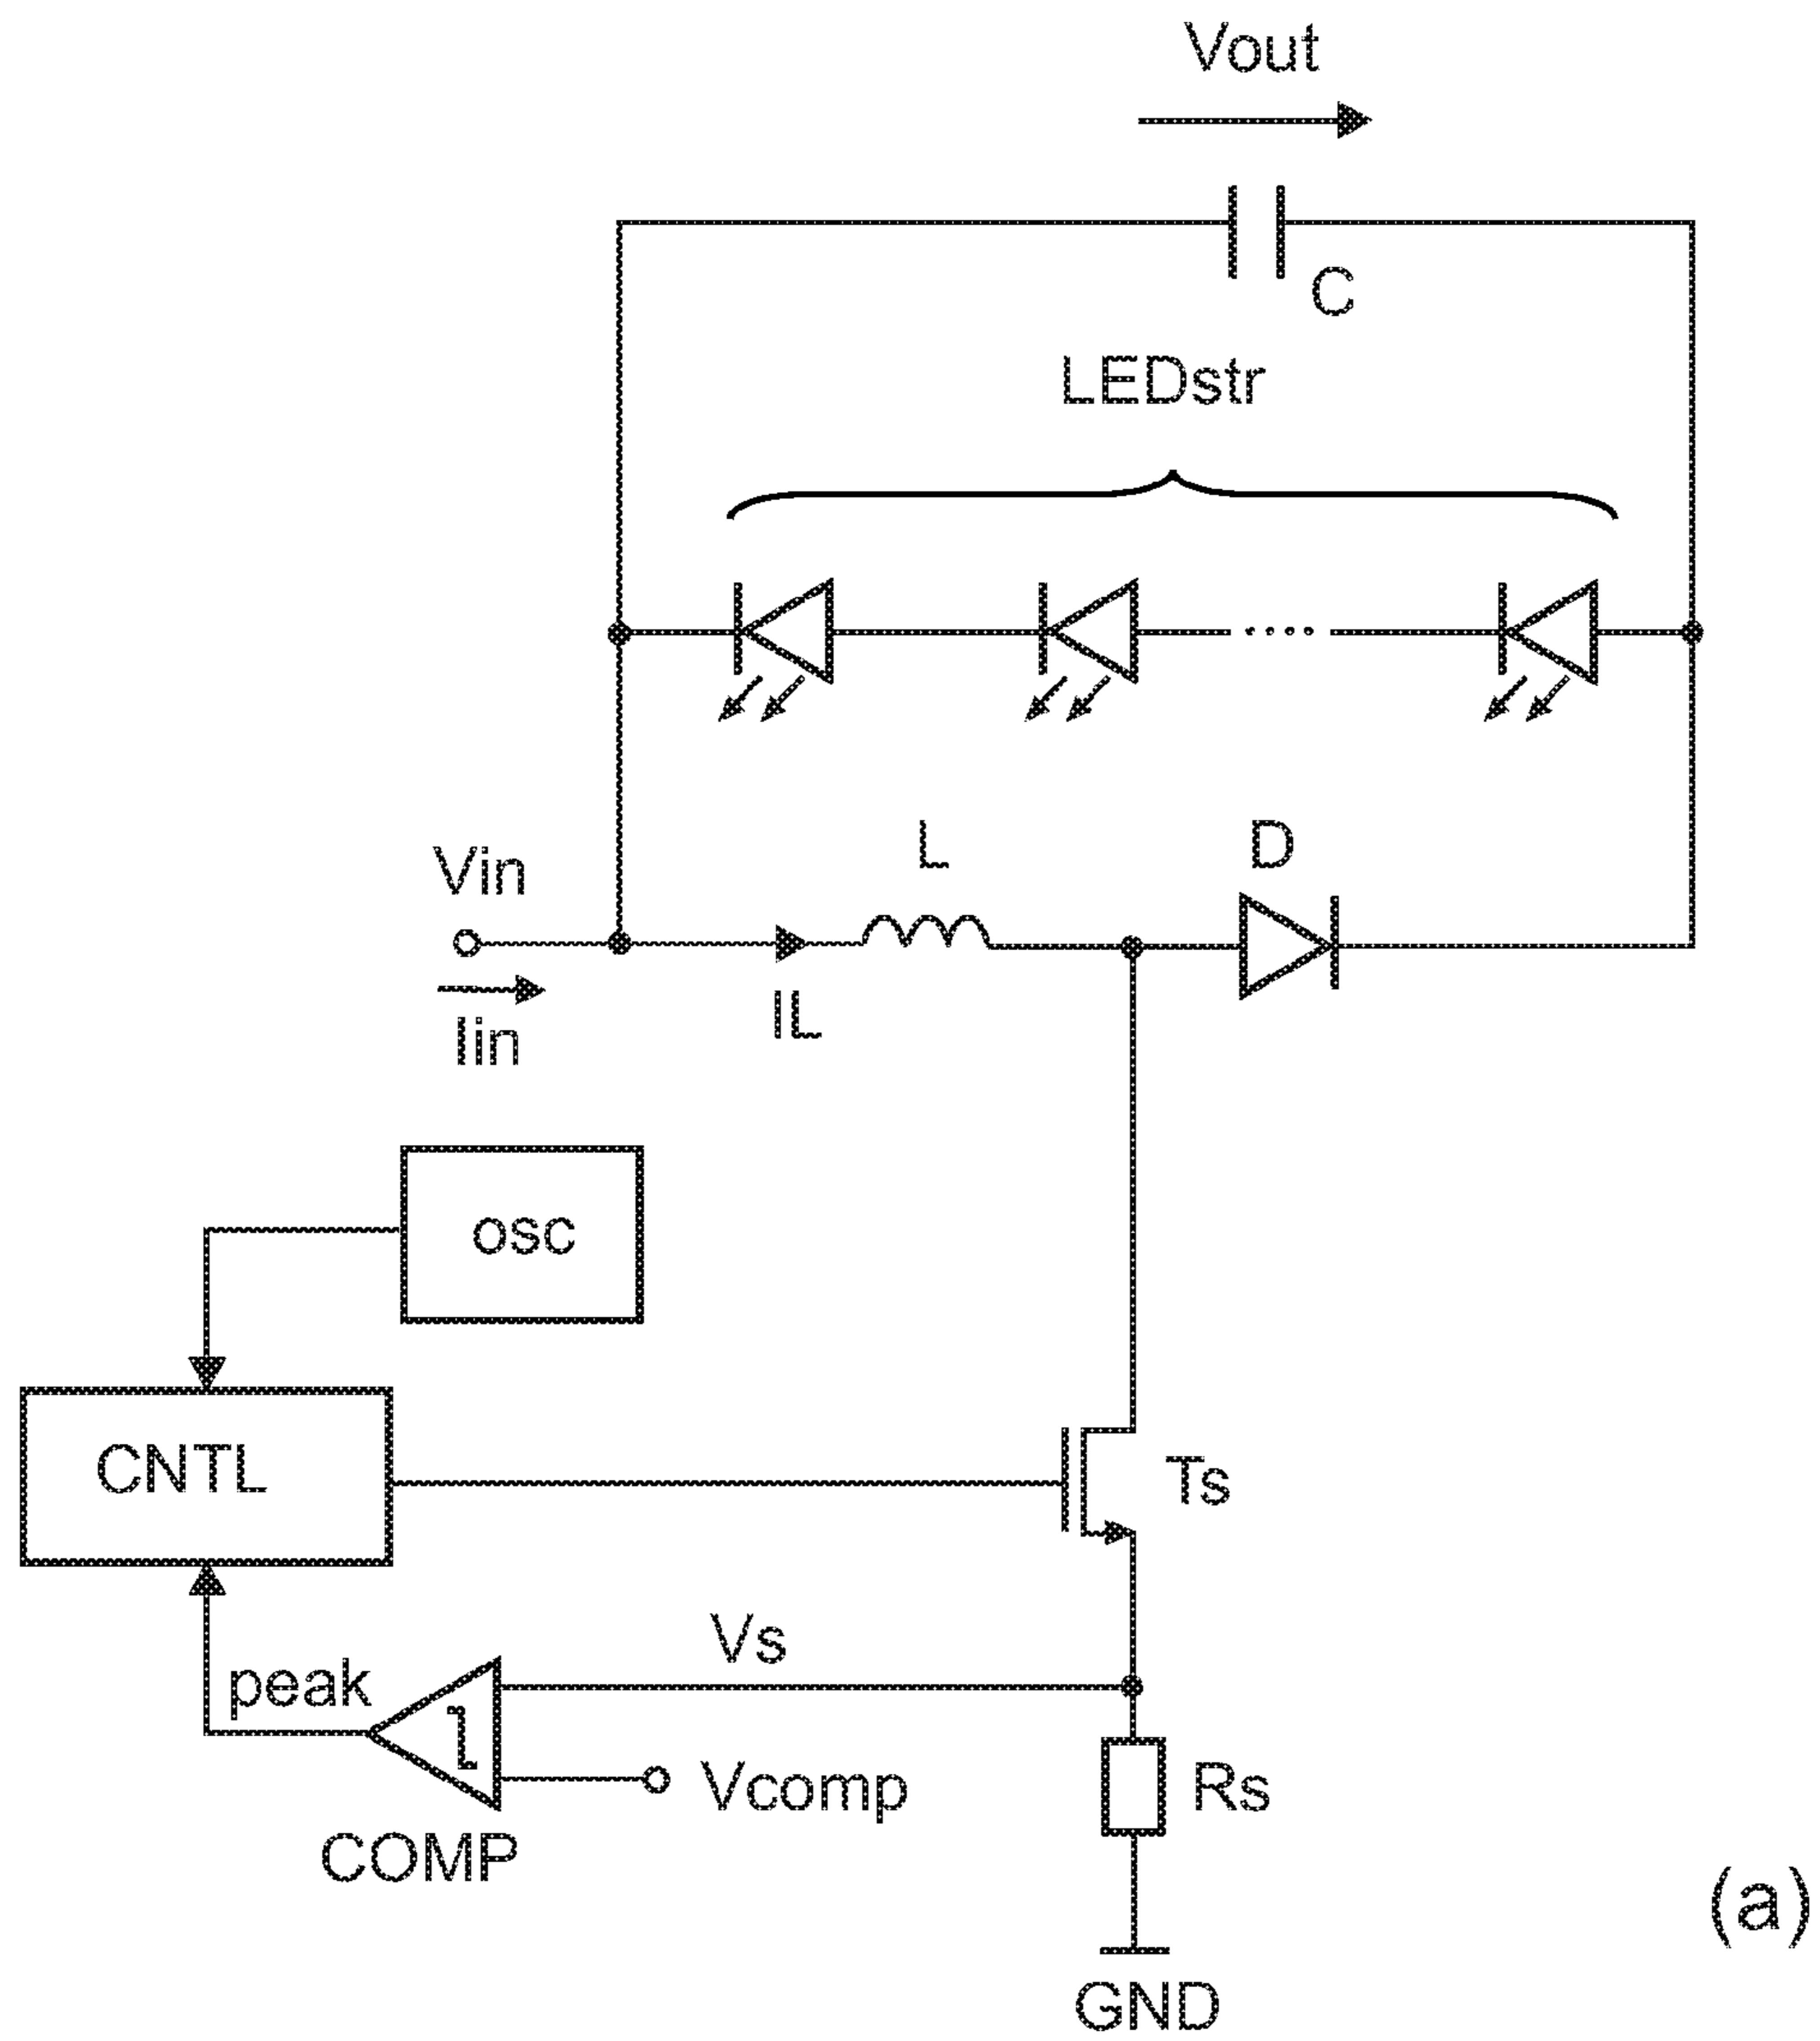 Vout
C
LEDstr
Vin
L
D
Iin
IL
osc
CNTL
Ts
Vs
peak
Vcomp
Rs
COMP
(a)
GND